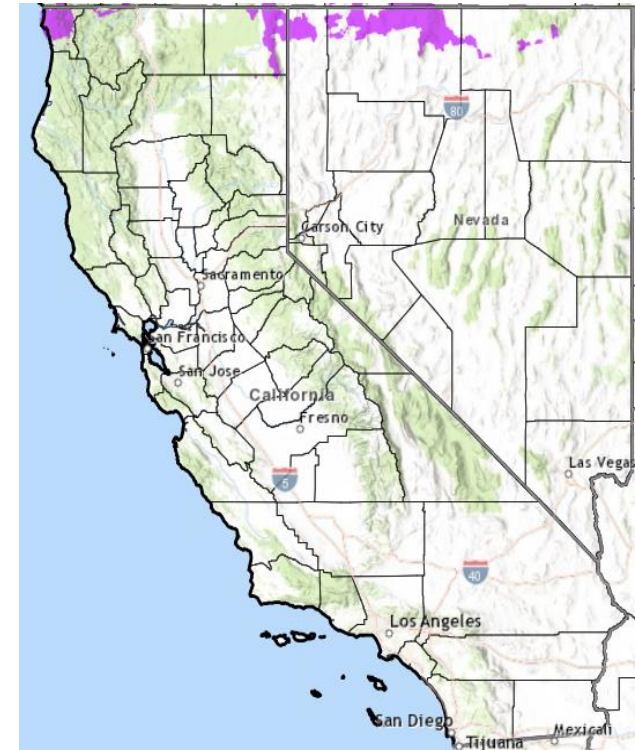 80
Carson City
Nevada
Sacramento
San Francisco
San Jose
California
Fresno
Las Vegas
5
40
Los Angeles
San Diego
Tijuana
Mexicali